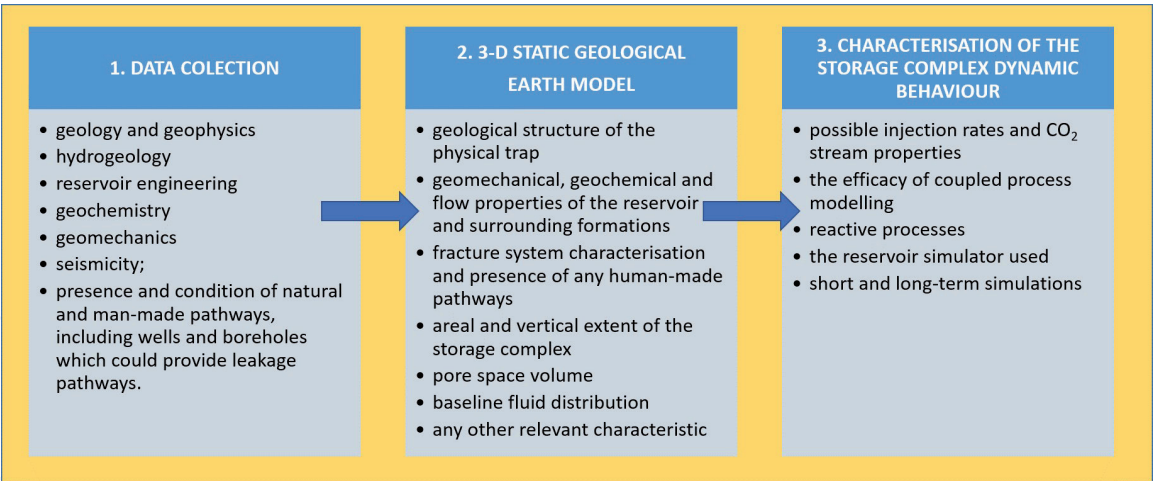 1. DATA COLECTION
• geology and geophysics
• hydrogeology
• reservoir engineering
• geochemistry
• geomechanics
• seismicity;
• presence and condition of natural
and man-made pathways,
including wells and boreholes
which could provide leakage
pathways.
2. 3-D STATIC GEOLOGICAL
EARTH MODEL
• geological structure of the
physical trap
• geomechanical, geochemical and
flow properties of the reservoir
and surrounding formations
• fracture system characterisation
and presence of any human-made
pathways
• areal and vertical extent of the
storage complex
• pore space volume
• baseline fluid distribution
• any other relevant characteristic
3. CHARACTERISATION OF THE
STORAGE COMPLEX DYNAMIC
BEHAVIOUR
• possible injection rates and CO₂
stream properties
• the efficacy of coupled process
modelling
• reactive processes
• the reservoir simulator used
• short and long-term simulations